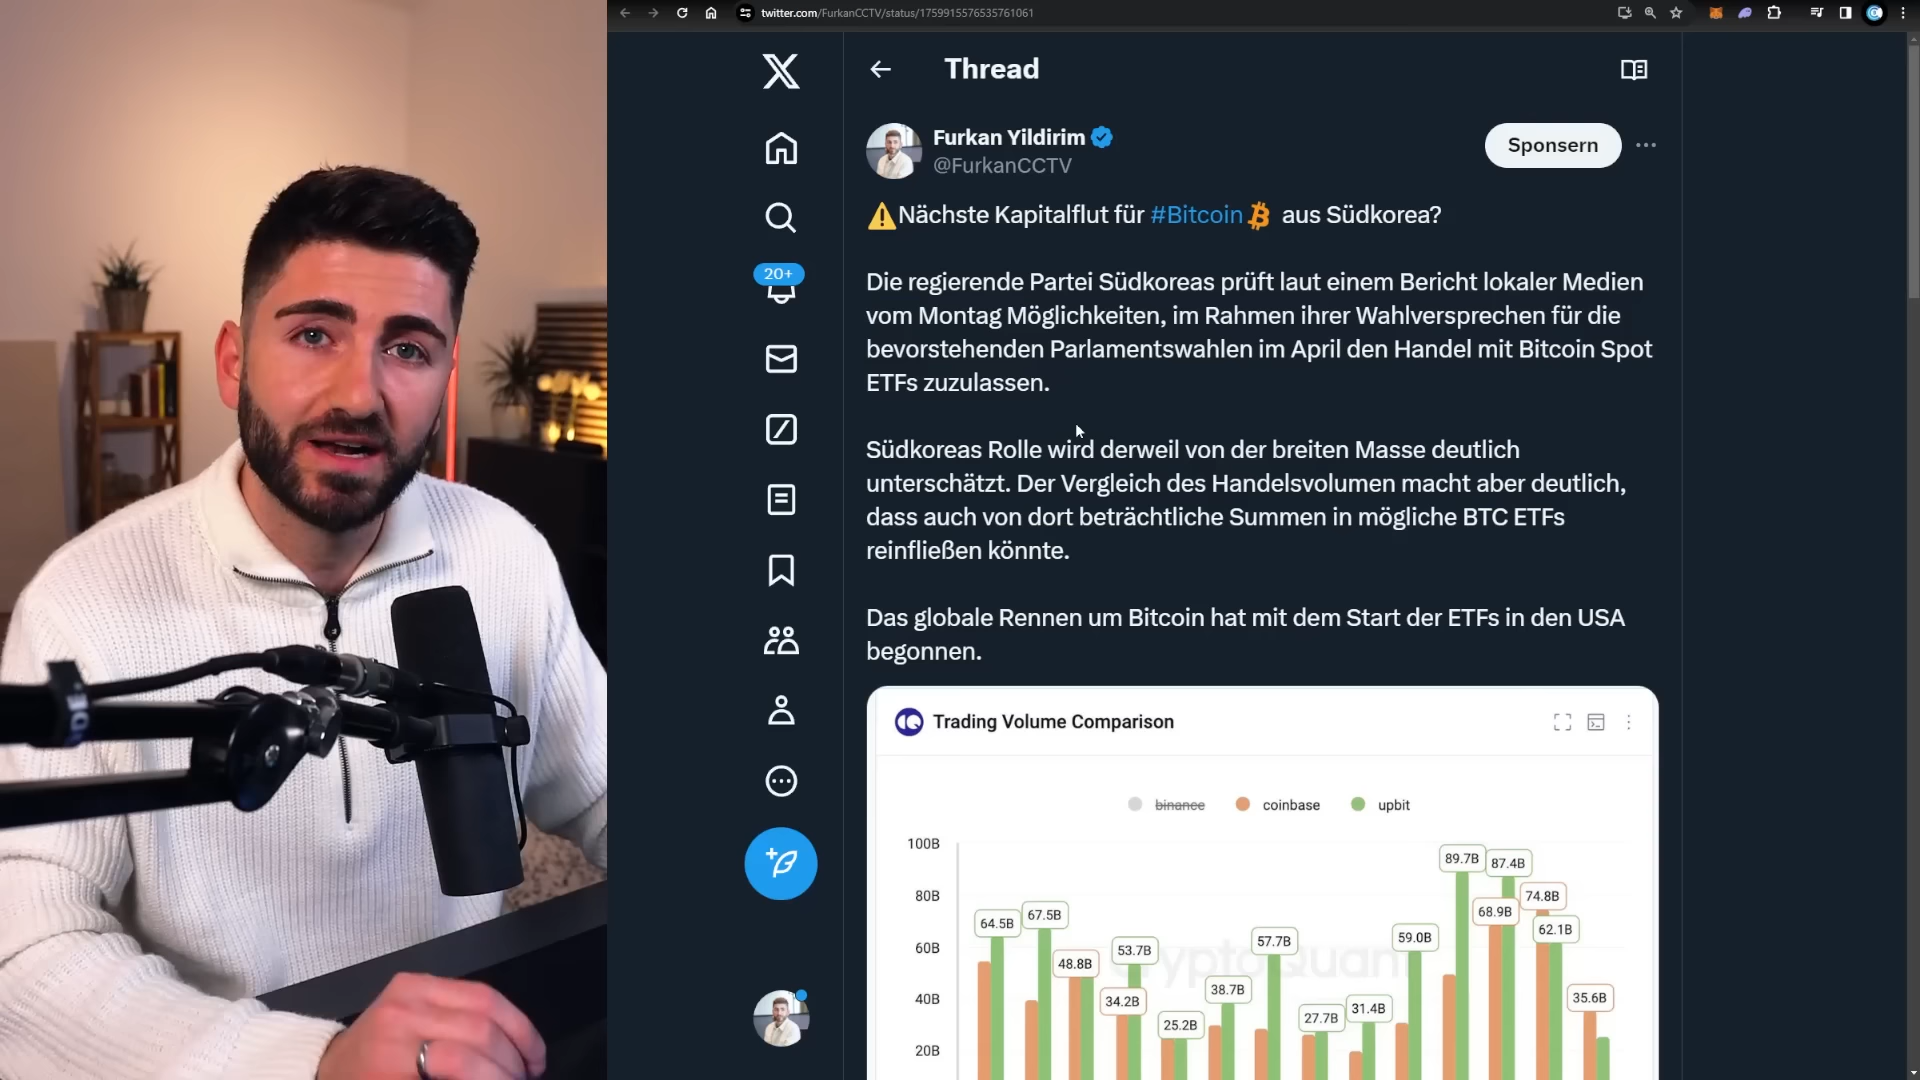 twitter.com/FurkanCCTV/status/1759915576535761061
Thread
Furkan Yildirim
@FurkanCCTV
Sponsern
20+
⚠️Nächste Kapitalflut für #Bitcoin₿ aus Südkorea?
Die regierende Partei Südkoreas prüft laut einem Bericht lokaler Medien
vom Montag Möglichkeiten, im Rahmen ihrer Wahlversprechen für die
bevorstehenden Parlamentswahlen im April den Handel mit Bitcoin Spot
ETFs zuzulassen.
Südkoreas Rolle wird derweil von der breiten Masse deutlich
unterschätzt. Der Vergleich des Handelsvolumen macht aber deutlich,
dass auch von dort beträchtliche Summen in mögliche BTC ETFs
reinfließen könnte.
Das globale Rennen um Bitcoin hat mit dem Start der ETFs in den USA
begonnen.
Trading Volume Comparison
binance coinbase upbit
100B
80B
60B
40B
20B
64.5B
67.5B
48.8B
34.2B
53.7B
25.2B
38.7B
57.7B
27.7B
31.4B
59.0B
89.7B
68.9B
87.4B
74.8B
62.1B
35.6B
CryptoQuant